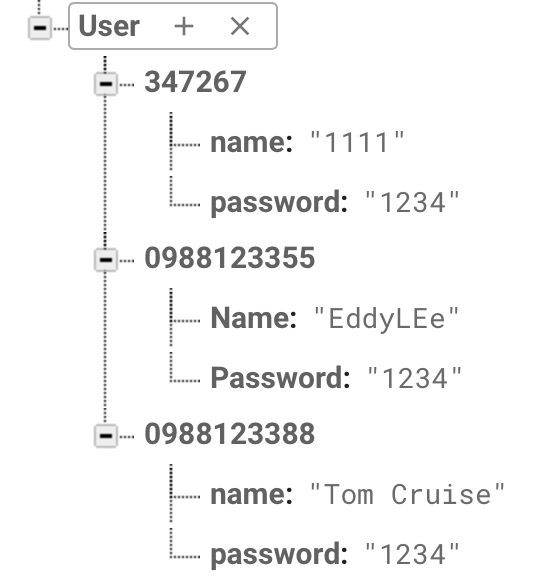 User + ×
347267
name: "1111"
password: "1234"
0988123355
Name: "EddyLEe"
Password: "1234"
0988123388
name: "Tom Cruise"
password: "1234"